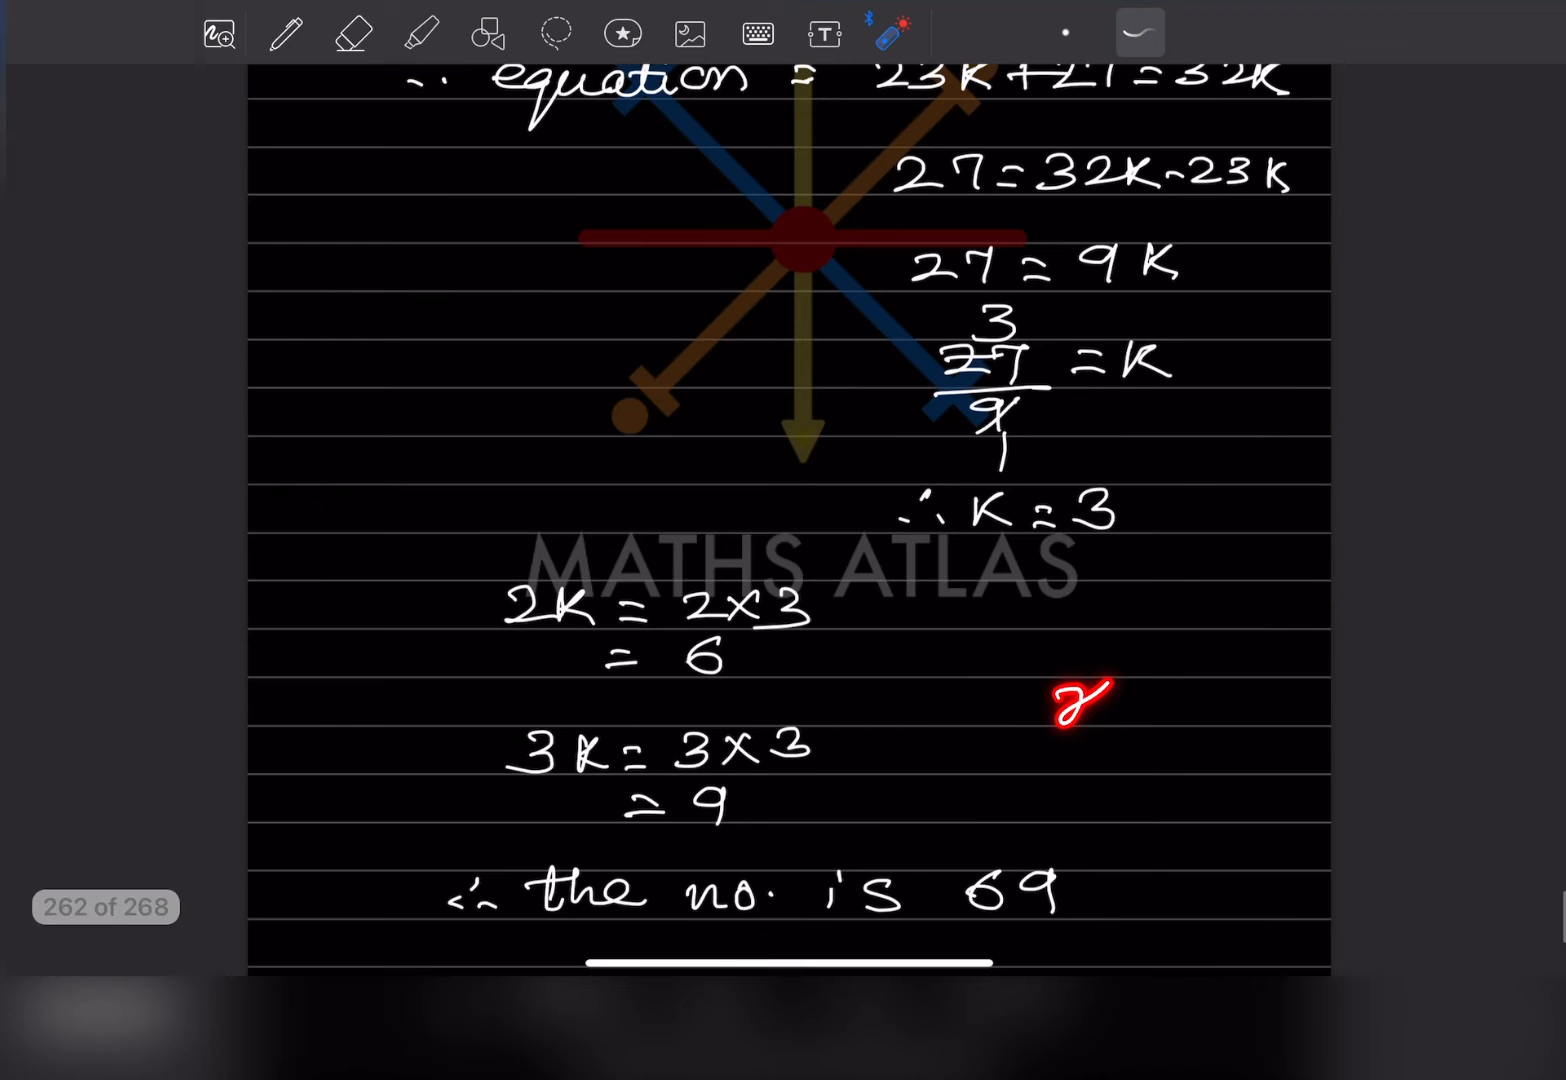 ∴ equation = 23K+27=32K
27=32K-23K
27=9K
3
27 =K
9
1
∴ K=3
MATHS ATLAS
2K = 2×3
= 6
3K= 3×3
= 9
262 of 268
∴ the no. is 69